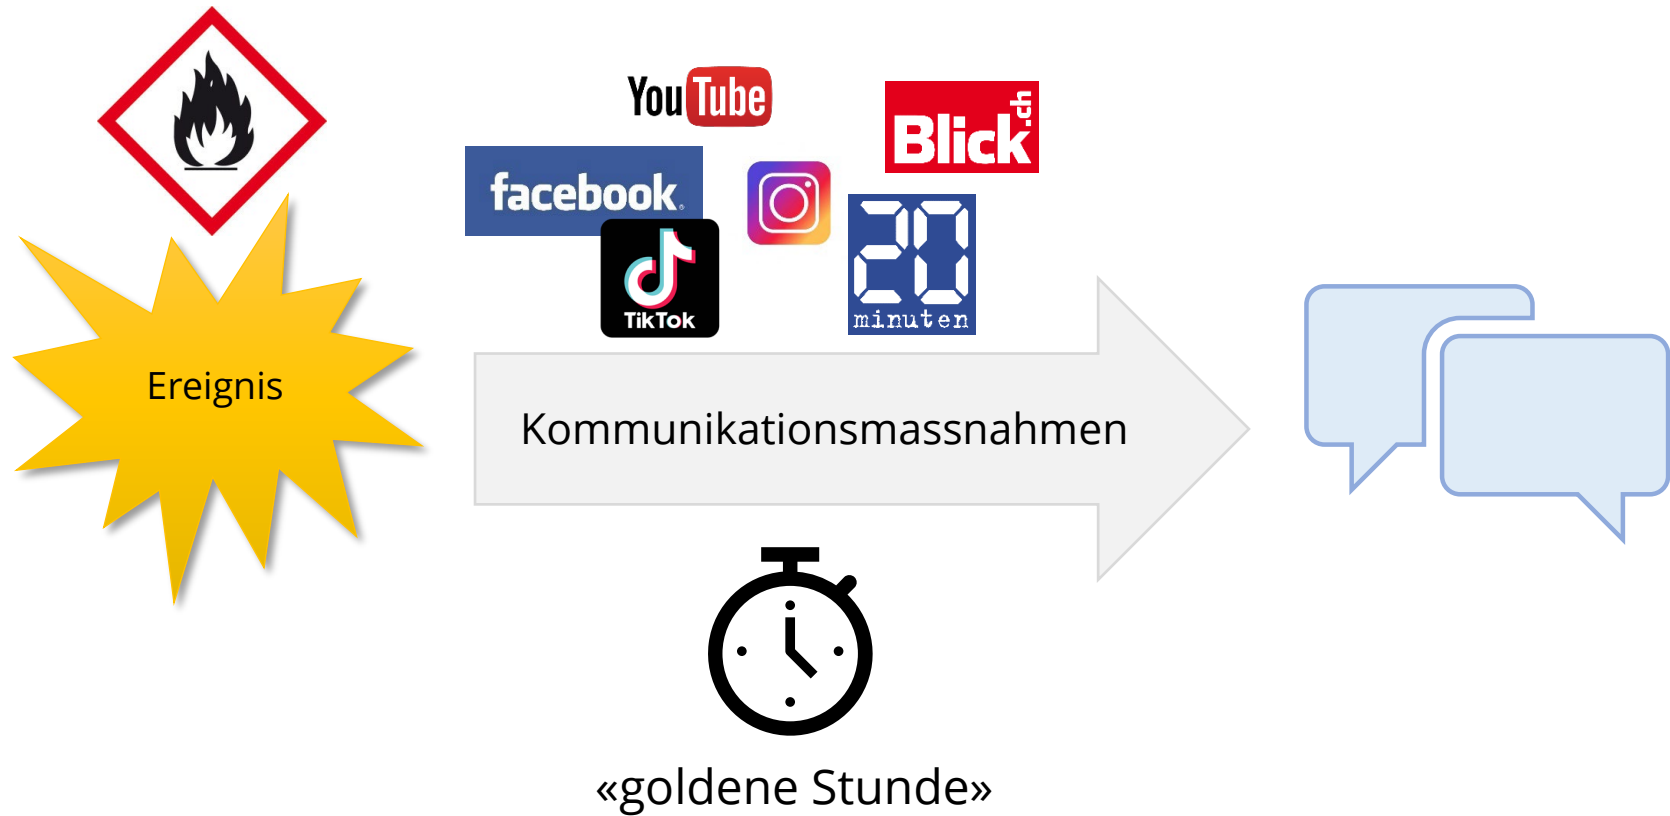 YouTube
Blick.ch
facebook®
TikTok
20
minuten
Ereignis
Kommunikationsmassnahmen
«goldene Stunde»